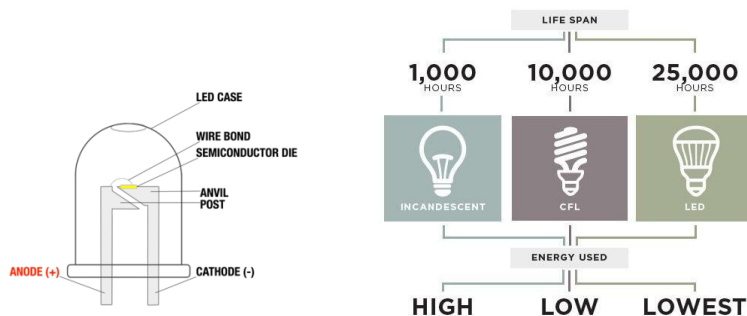 LED CASE
WIRE BOND
SEMICONDUCTOR DIE
ANVIL
POST
ANODE (+)
CATHODE (-)
LIFE SPAN
1,000
HOURS
10,000
HOURS
25,000
HOURS
INCANDESCENT
CFL
LED
ENERGY USED
HIGH
LOW
LOWEST